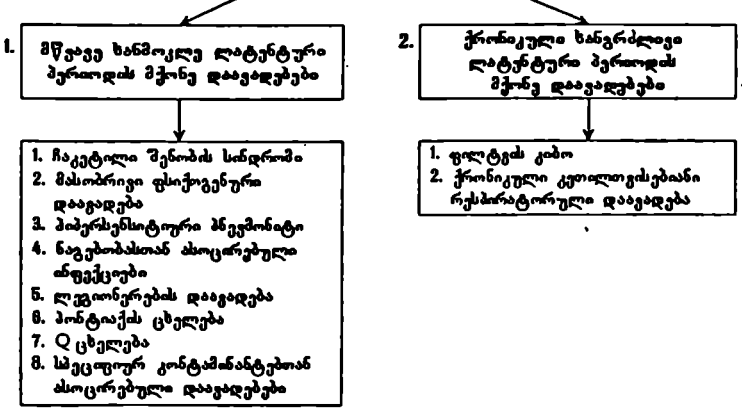 1. მწვავე ხანმოკლე ლატენტური
პერიოდის მქონე დაავადებები
2. ქრონიკული ხანგრძლივი
ლატენტური პერიოდის
მქონე დაავადებები
1. ჩაკეტილი შენობის სინდრომი
2. მასობრივი ფსიქოგენური
დაავადება
3. ჰიპერსენსიტიური პნევმონიტი
4. ნაგებობასთან ასოცირებული
ინფექციები
5. ლეგიონერების დაავადება
6. პონტიაქის ცხელება
7. Q ცხელება
8. სპეციფიურ კონტამინანტებთან
ასოცირებული დაავადებები
1. ფილტვის კიბო
2. ქრონიკული კეთილთვისებიანი
რესპირატორული დაავადება